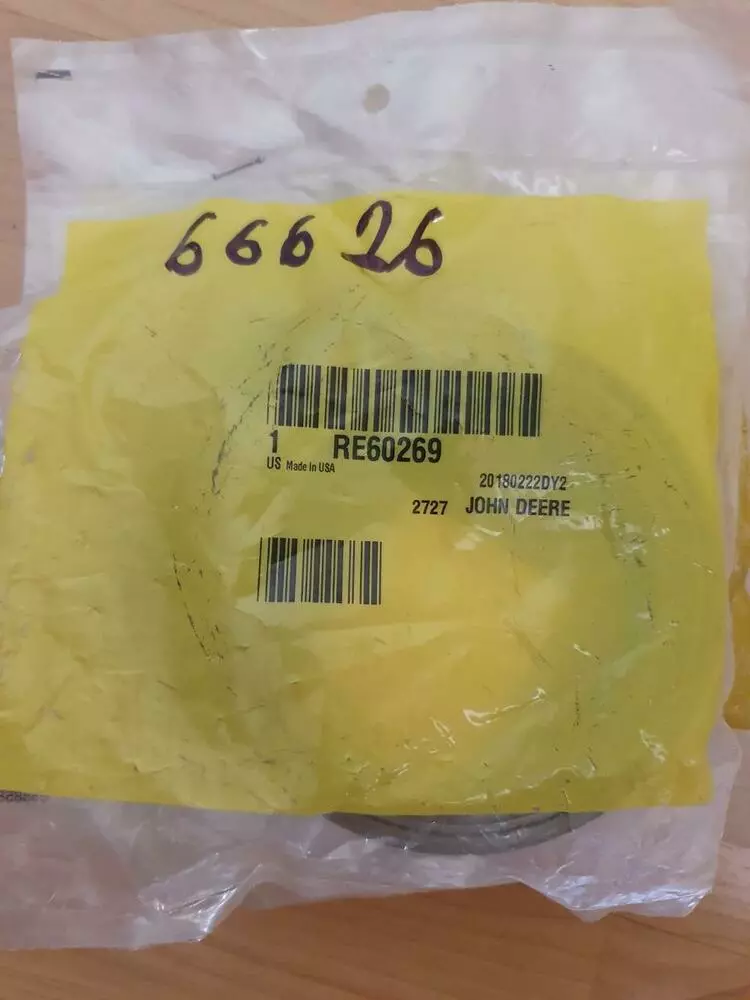 66626
1 RE60269
US Made in USA
20180222DY2
2727 JOHN DEERE